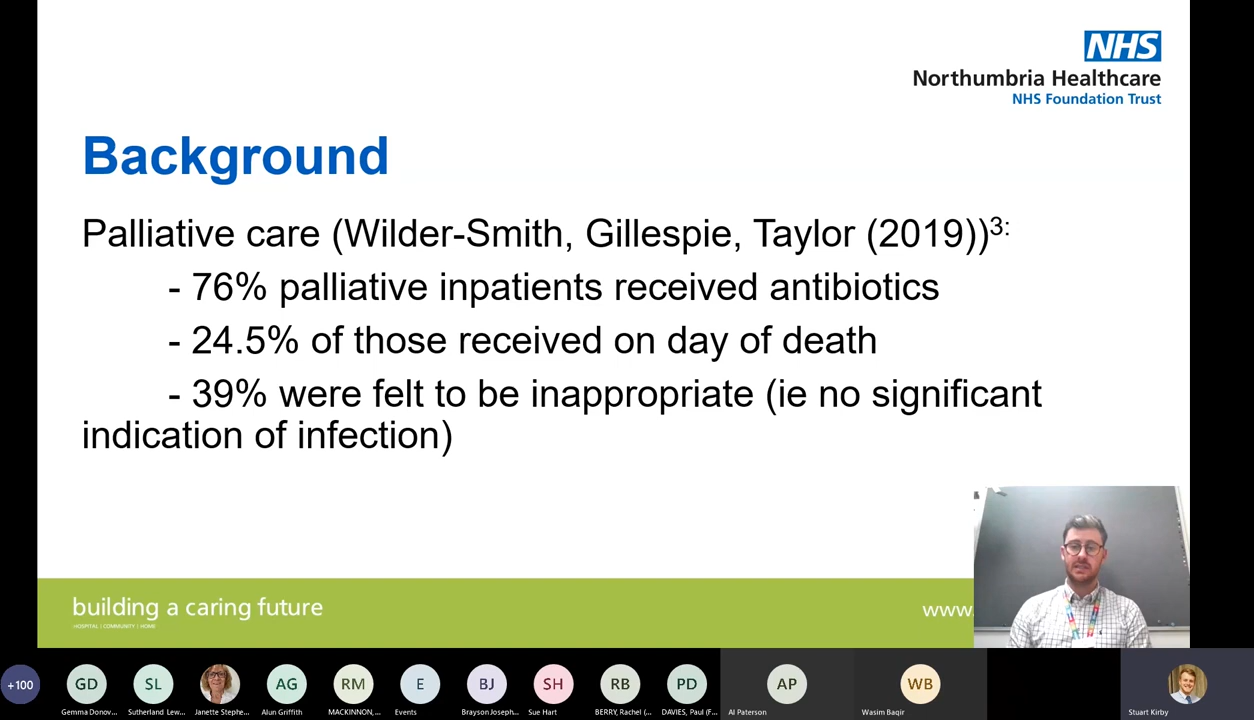 NHS
Northumbria Healthcare
NHS Foundation Trust
Background
Palliative care (Wilder-Smith, Gillespie, Taylor (2019))3:
- 76% palliative inpatients received antibiotics
- 24.5% of those received on day of death
- 39% were felt to be inappropriate (ie no significant
indication of infection)
building a caring future
HOSPITAL | COMMUNITY | HOME
www.
+100
GD
SL
AG
RM
E
BJ
SH
RB
PD
AP
WB
Gemma Donov...
Sutherland Lew...
Janette Stephe...
Alun Griffith
MACKINNON,...
Events
Brayson Joseph...
Sue Hart
BERRY, Rachel (...
DAVIES, Paul (F...
Al Paterson
Wasim Baqir
Stuart Kirby